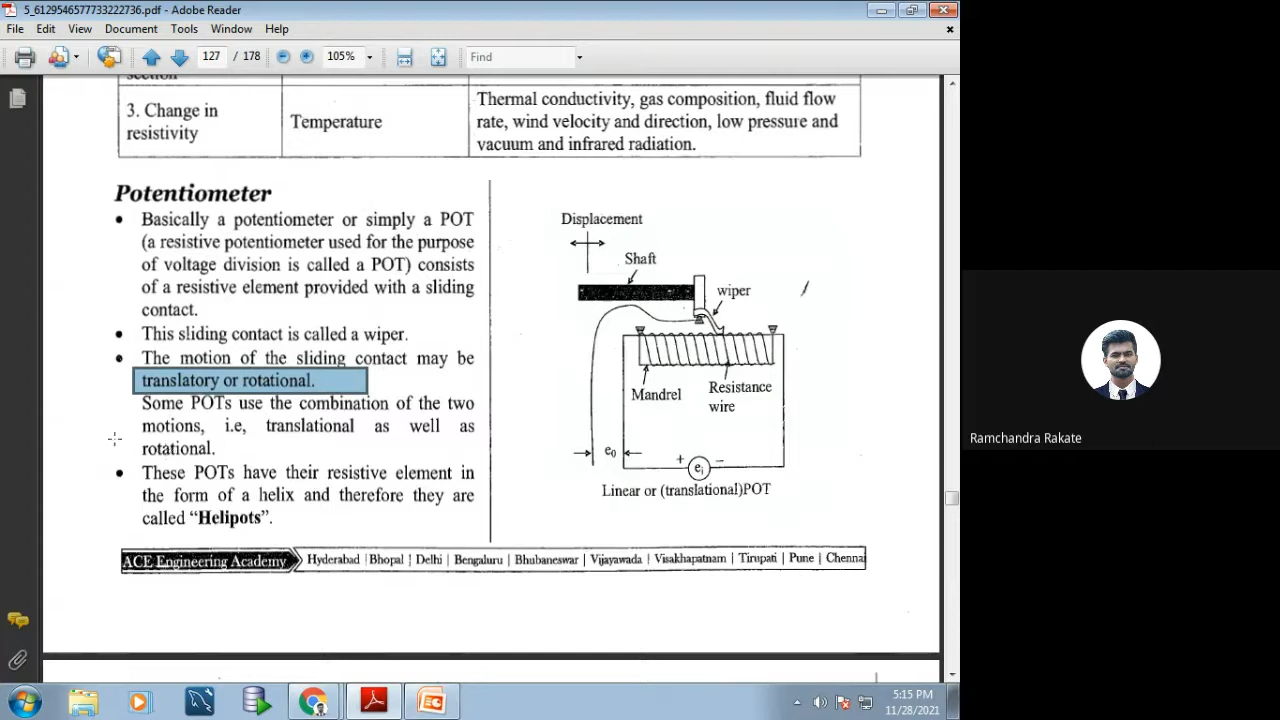 5_6129546577733222736.pdf - Adobe Reader
File Edit View Document Tools Window Help
127 / 178 105% Find
section
3. Change in resistivity
Temperature
Thermal conductivity, gas composition, fluid flow
rate, wind velocity and direction, low pressure and
vacuum and infrared radiation.
Potentiometer
• Basically a potentiometer or simply a POT
(a resistive potentiometer used for the purpose
of voltage division is called a POT) consists
of a resistive element provided with a sliding
contact.
• This sliding contact is called a wiper.
• The motion of the sliding contact may be
translatory or rotational.
Some POTs use the combination of the two
motions, i.e, translational as well as
rotational.
• These POTs have their resistive element in
the form of a helix and therefore they are
called “Helipots”.
Displacement
Shaft
wiper
Mandrel
Resistance
wire
e₀
+ eᵢ −
Linear or (translational)POT
ACE Engineering Academy Hyderabad | Bhopal | Delhi | Bengaluru | Bhubaneswar | Vijayawada | Visakhapatnam | Tirupati | Pune | Chennai
Ramchandra Rakate
5:15 PM
11/28/2021